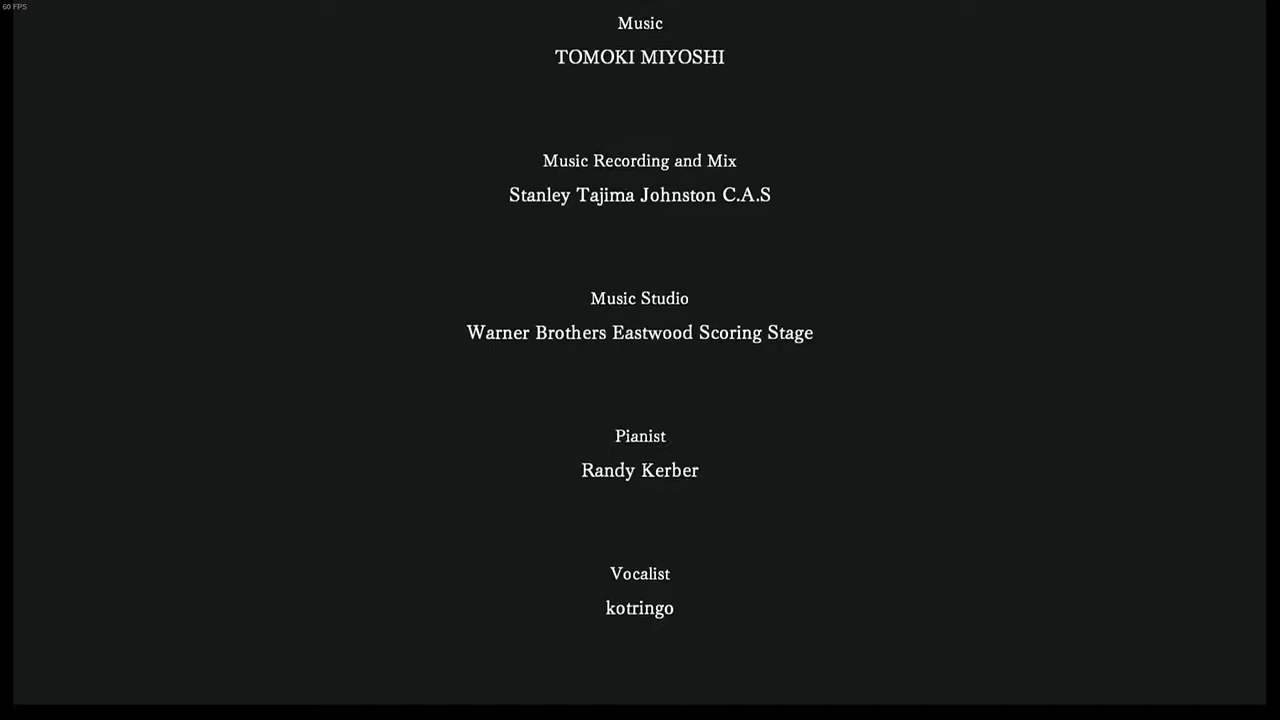 60 FPS
Music
TOMOKI MIYOSHI
Music Recording and Mix
Stanley Tajima Johnston C.A.S
Music Studio
Warner Brothers Eastwood Scoring Stage
Pianist
Randy Kerber
Vocalist
kotringo